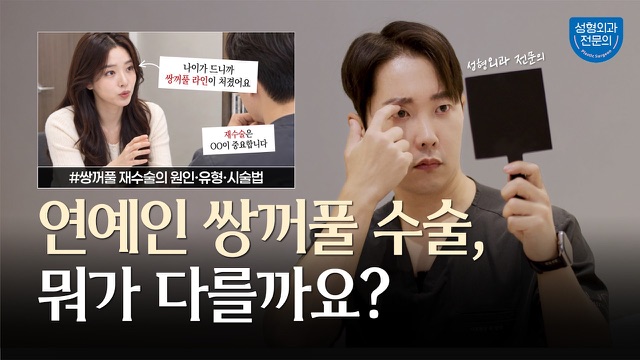 나이가 드니까
쌍꺼풀 라인이 처졌어요
재수술은
OO이 중요합니다
#쌍꺼풀 재수술의 원인·유형·시술법
성형외과 전문의
성형외과
전문의
Plastic Surgeon
연예인 쌍꺼풀 수술,
뭐가 다를까요?